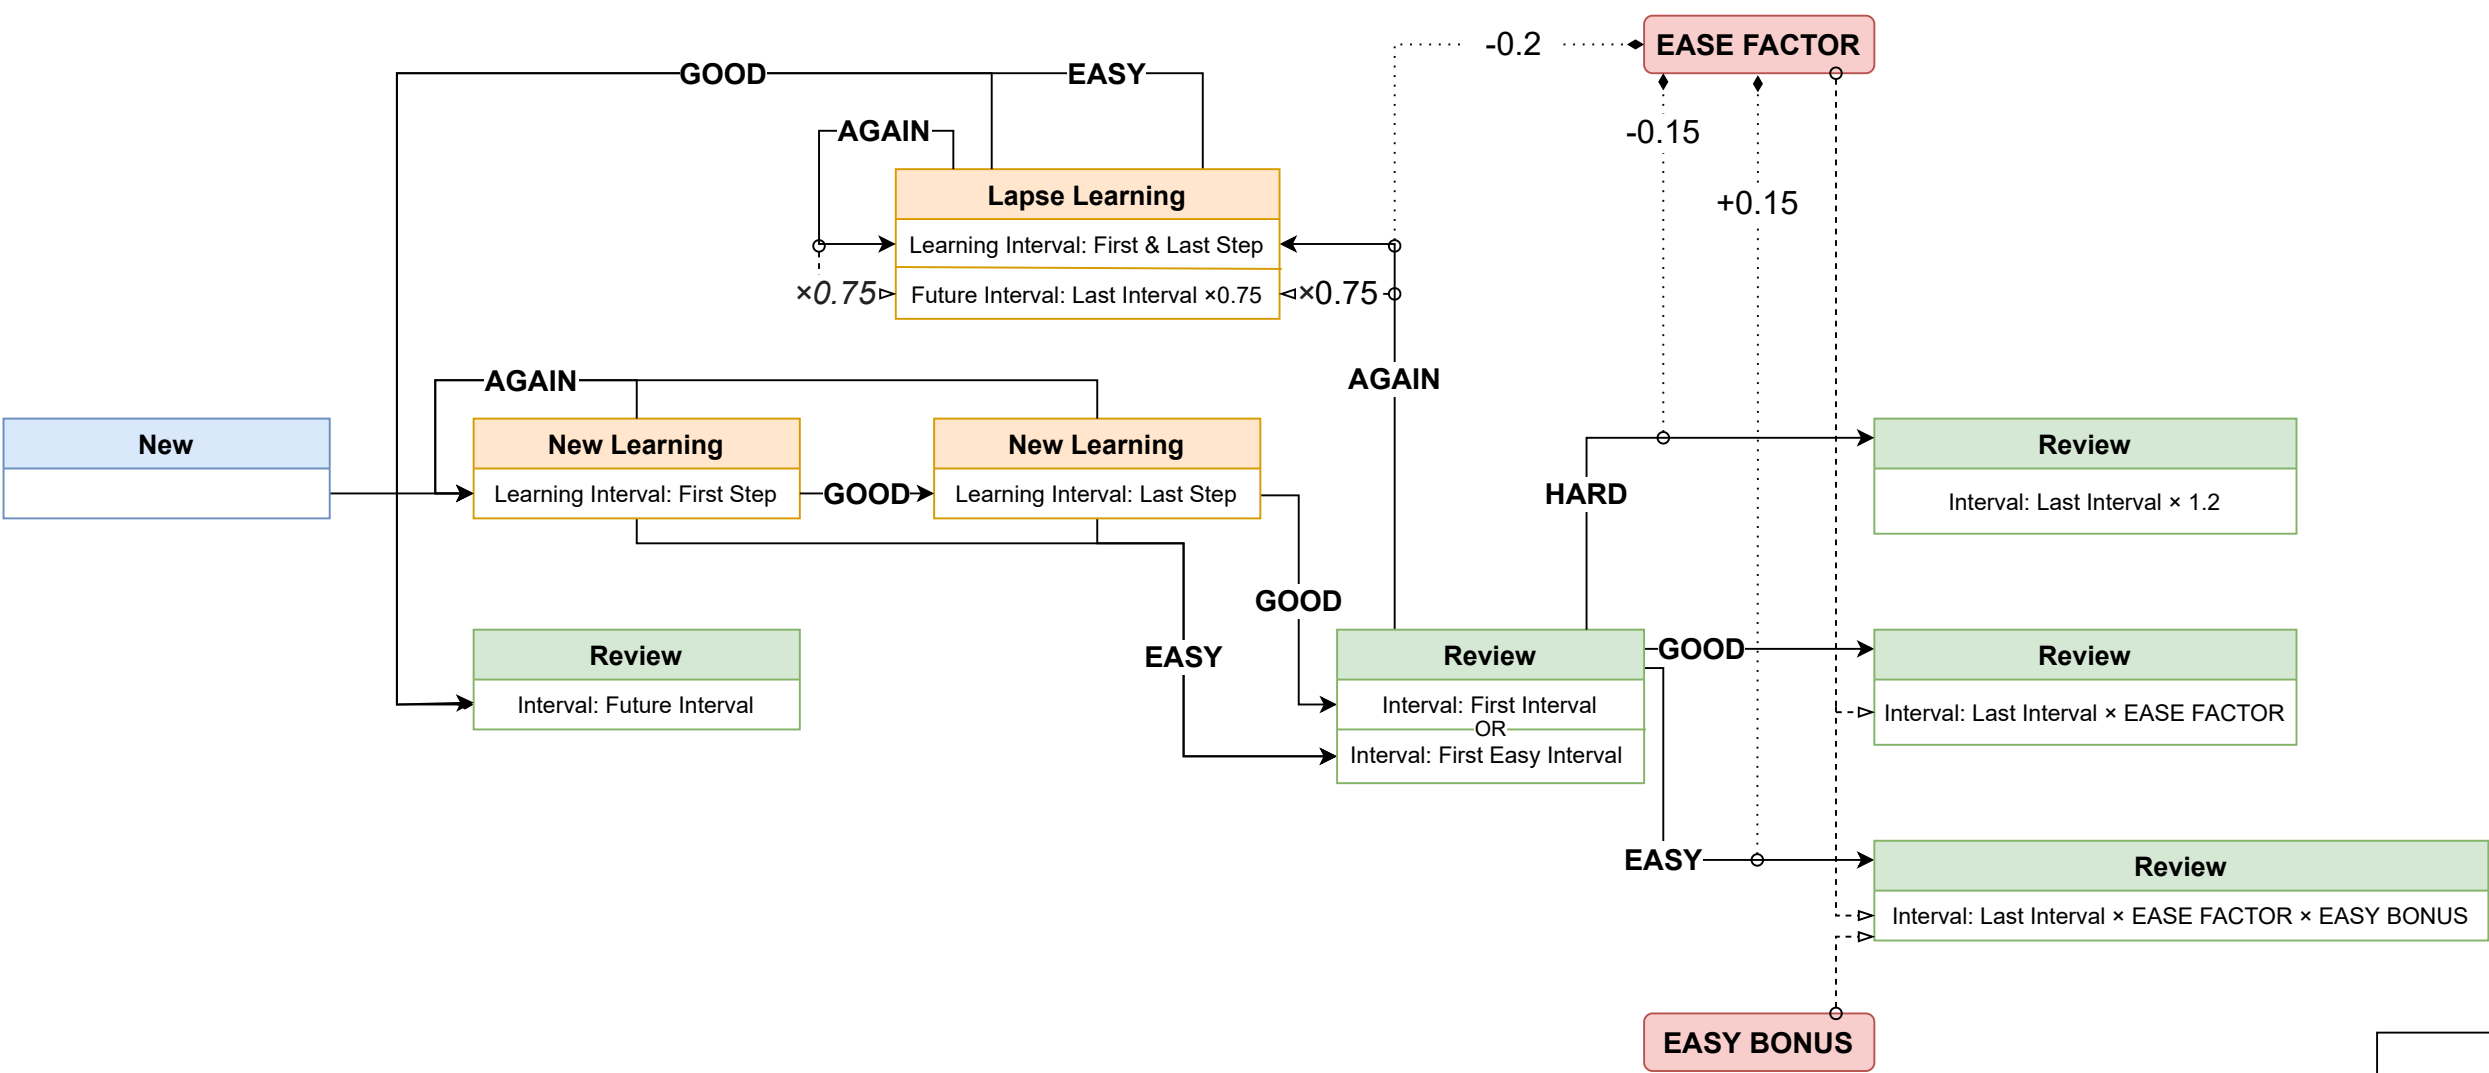 EASE FACTOR
-0.2
GOOD
EASY
AGAIN
-0.15
Lapse Learning
+0.15
Learning Interval: First & Last Step
×0.75
Future Interval: Last Interval ×0.75
×0.75
AGAIN
AGAIN
New
New Learning
New Learning
Review
Learning Interval: First Step
GOOD
Learning Interval: Last Step
HARD
Interval: Last Interval × 1.2
GOOD
Review
EASY
Review
GOOD
Review
Interval: Future Interval
Interval: First Interval
OR
Interval: First Easy Interval
Interval: Last Interval × EASE FACTOR
EASY
Review
Interval: Last Interval × EASE FACTOR × EASY BONUS
EASY BONUS